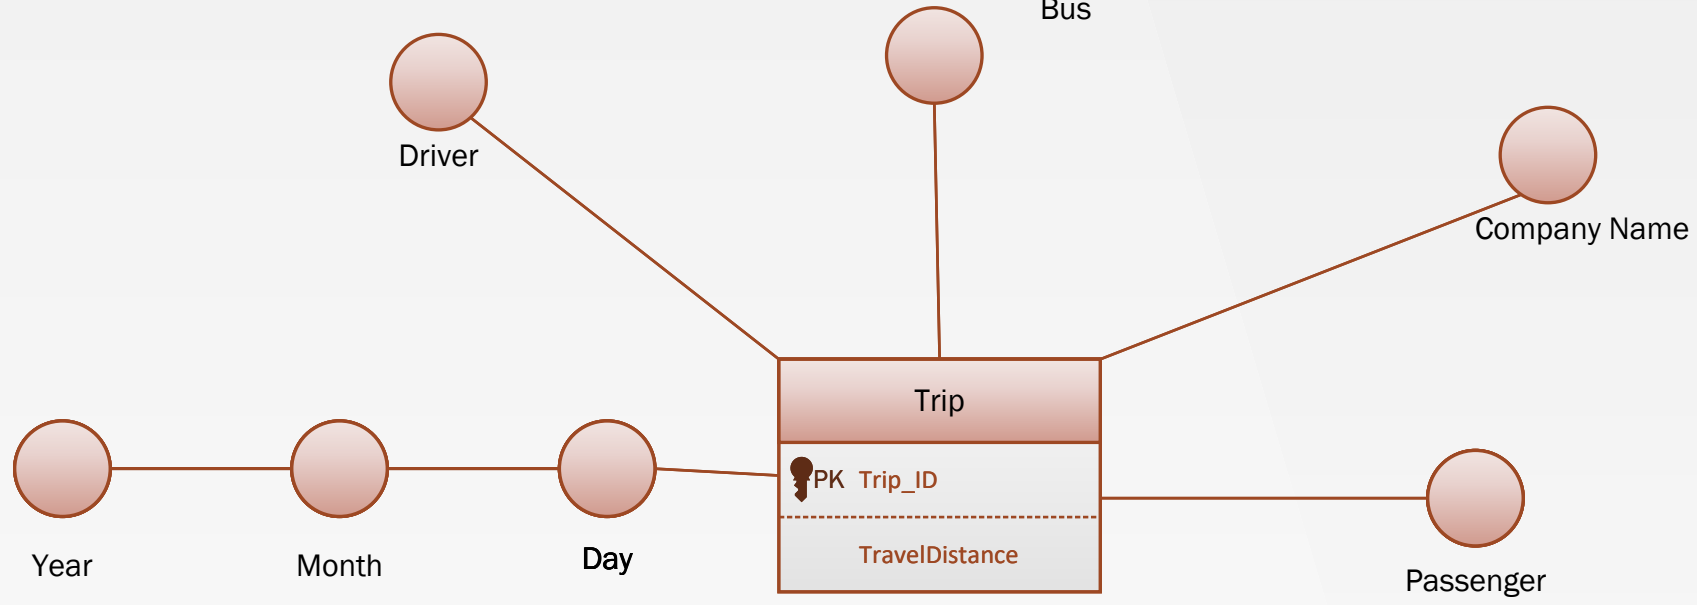 Bus
Driver
Company Name
Trip
PK Trip_ID
TravelDistance
Year
Month
Day
Passenger